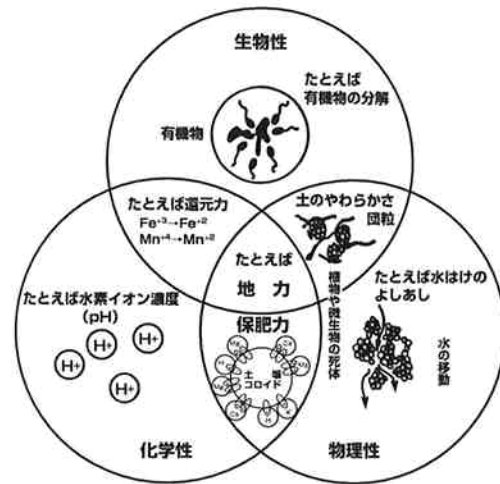 生物性
たとえば
有機物の分解
有機物
たとえば還元力
Fe⁺³→Fe⁺²
Mn⁺⁴→Mn⁺²
土のやわらかさ
団粒
植物や微生物の死体
たとえば
地力
保肥力
土壌
コロイド
たとえば水素イオン濃度
(pH)
H+
H+
H+
H+
H+
たとえば水はけの
よしあし
水の移動
化学性
物理性